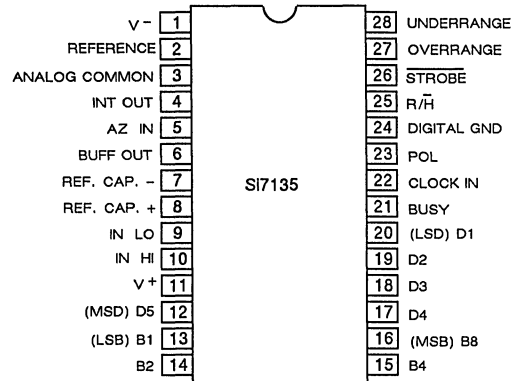 V- 1 28 UNDERRANGE
REFERENCE 2 27 OVERRANGE
ANALOG COMMON 3 26 STROBE
INT OUT 4 25 R/H
AZ IN 5 24 DIGITAL GND
BUFF OUT 6 23 POL
REF. CAP. - 7 22 CLOCK IN
SI7135
REF. CAP. + 8 21 BUSY
IN LO 9 20 (LSD) D1
IN HI 10 19 D2
V+ 11 18 D3
(MSD) D5 12 17 D4
(LSB) B1 13 16 (MSB) B8
B2 14 15 B4